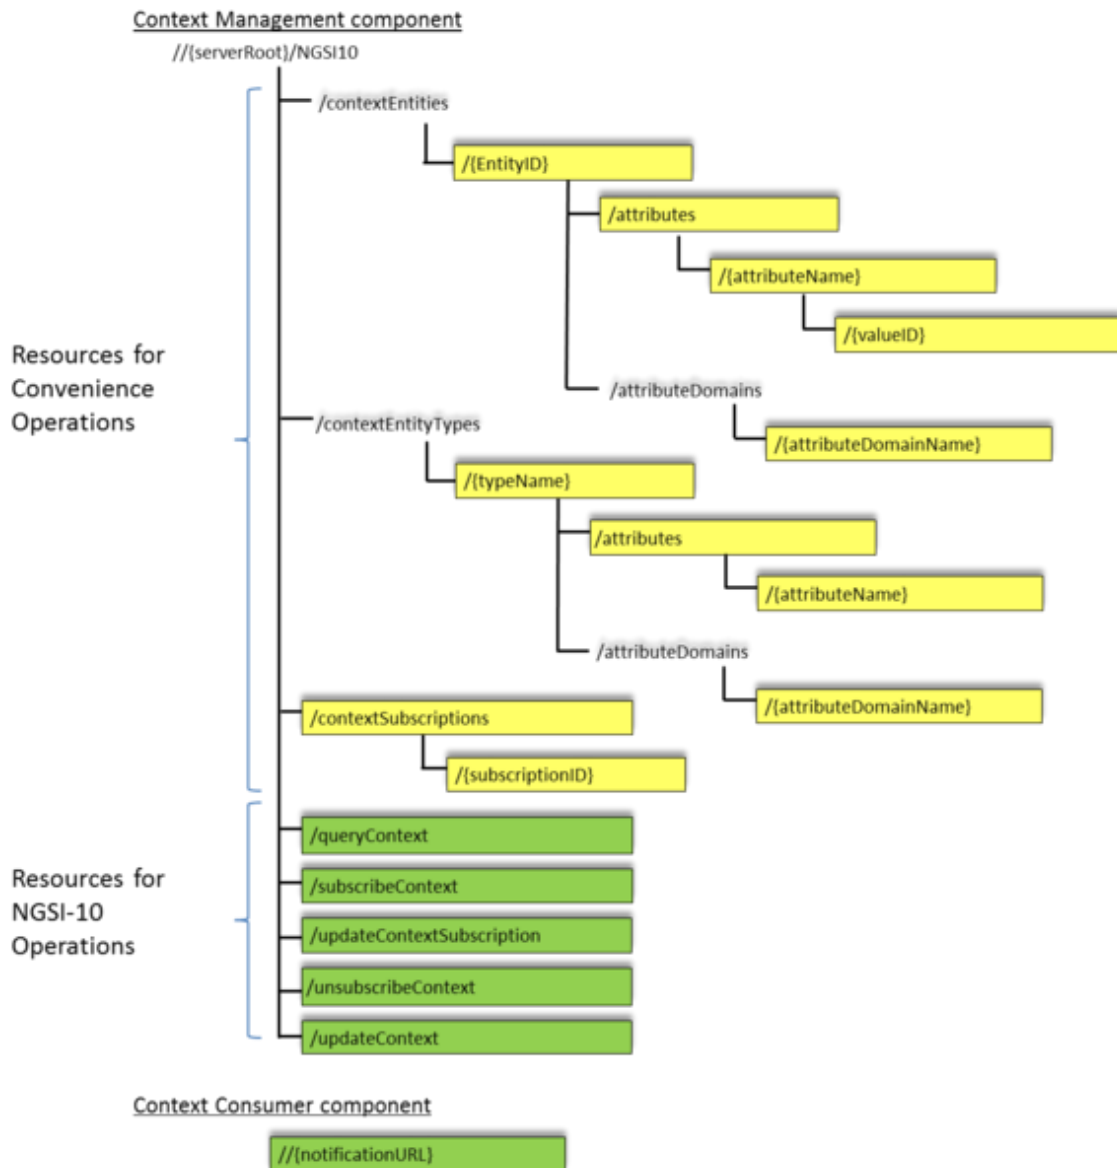 Context Management component
//{serverRoot}/NGSI10
/contextEntities
/{EntityID}
/attributes
/{attributeName}
/{valueID}
Resources for
Convenience
Operations
/attributeDomains
/contextEntityTypes
/{attributeDomainName}
/{typeName}
/attributes
/{attributeName}
/attributeDomains
/{attributeDomainName}
/contextSubscriptions
/{subscriptionID}
/queryContext
Resources for
NGSI-10
Operations
/subscribeContext
/updateContextSubscription
/unsubscribeContext
/updateContext
Context Consumer component
//{notificationURL}